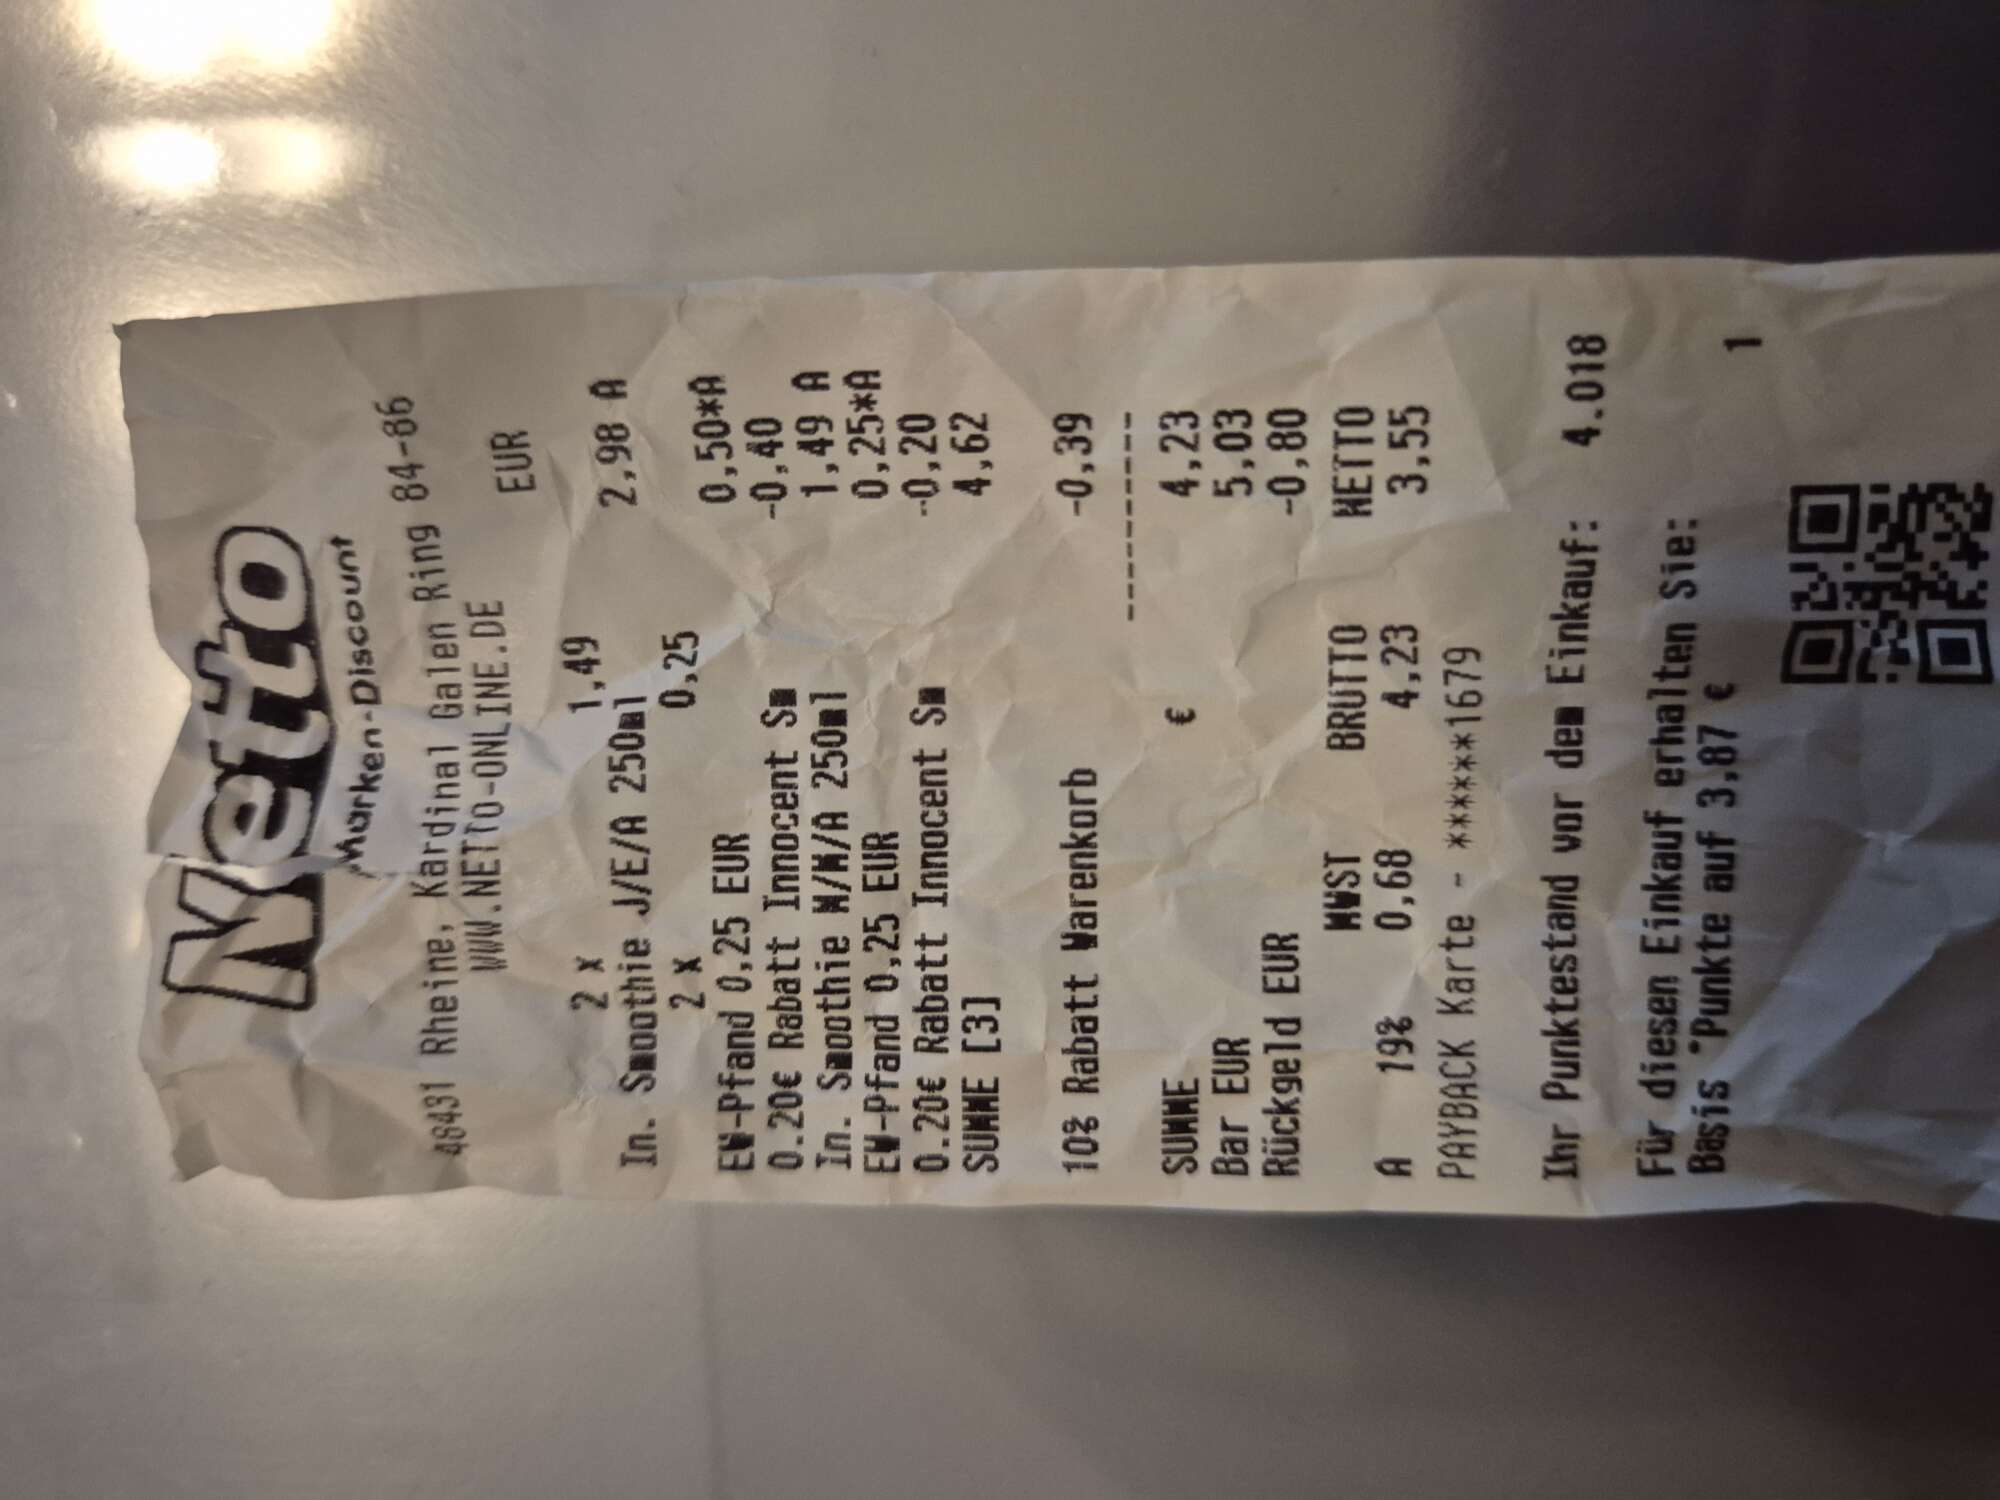 Netto
Marken-Discount
48431 Rheine, Kardinal Galen Ring 84-86
WWW.NETTO-ONLINE.DE
EUR
2 x 1,49
In. Smoothie J/E/A 250ml 2,98 A
2 x 0,25
EW-Pfand 0,25 EUR 0,50*A
0.20€ Rabatt Innocent Sm -0,40
In. Smoothie M/M/A 250ml 1,49 A
EW-Pfand 0,25 EUR 0,25*A
0.20€ Rabatt Innocent Sm -0,20
SUMME [3] 4,62
10% Rabatt Warenkorb -0,39
----------
SUMME € 4,23
Bar EUR 5,03
Rückgeld EUR -0,80
MWST BRUTTO NETTO
A 19% 0,68 4,23 3,55
PAYBACK Karte - ******1679
Ihr Punktestand vor dem Einkauf: 4.018
Für diesen Einkauf erhalten Sie:
Basis °Punkte auf 3,87 € 1